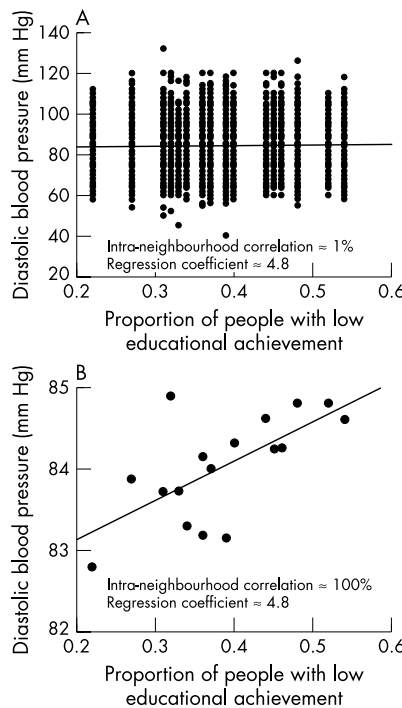 A
Diastolic blood pressure (mm Hg)
140
120
100
80
60
40
20
Intra-neighbourhood correlation ≈ 1%
Regression coefficient ≈ 4.8
0.2 0.3 0.4 0.5 0.6
Proportion of people with low
educational achievement
B
Diastolic blood pressure (mm Hg)
85
84
83
82
Intra-neighbourhood correlation ≈ 100%
Regression coefficient ≈ 4.8
0.2 0.3 0.4 0.5 0.6
Proportion of people with low
educational achievement